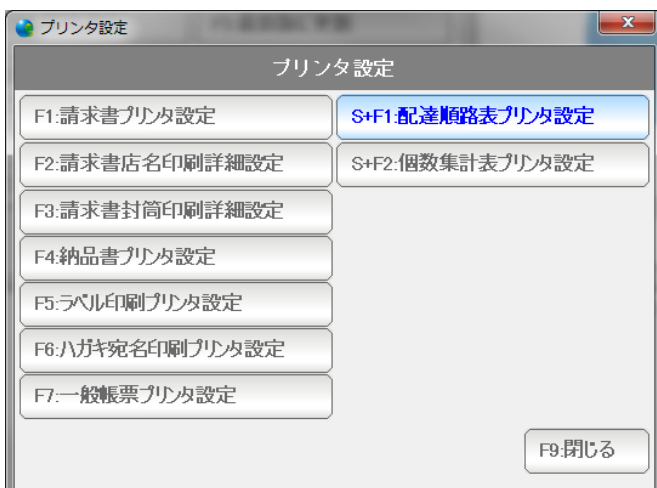 プリンタ設定
プリンタ設定
F1:請求書プリンタ設定
F2:請求書店名印刷詳細設定
F3:請求書封筒印刷詳細設定
F4:納品書プリンタ設定
F5:ラベル印刷プリンタ設定
F6:ハガキ宛名印刷プリンタ設定
F7:一般帳票プリンタ設定
S+F1:配達順路表プリンタ設定
S+F2:個数集計表プリンタ設定
F9:閉じる